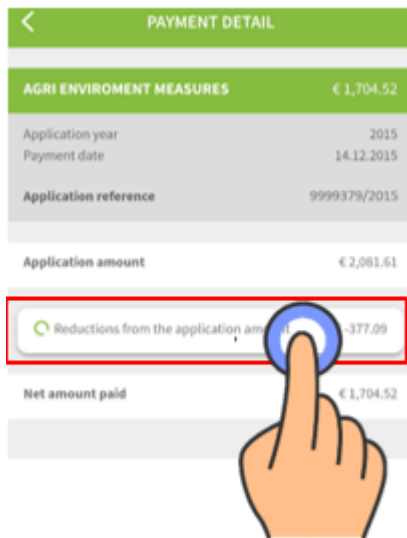 PAYMENT DETAIL
AGRI ENVIROMENT MEASURES € 1,704.52
Application year 2015
Payment date 14.12.2015
Application reference 9999379/2015
Application amount € 2,081.61
Reductions from the application -377.09
Net amount paid € 1,704.52